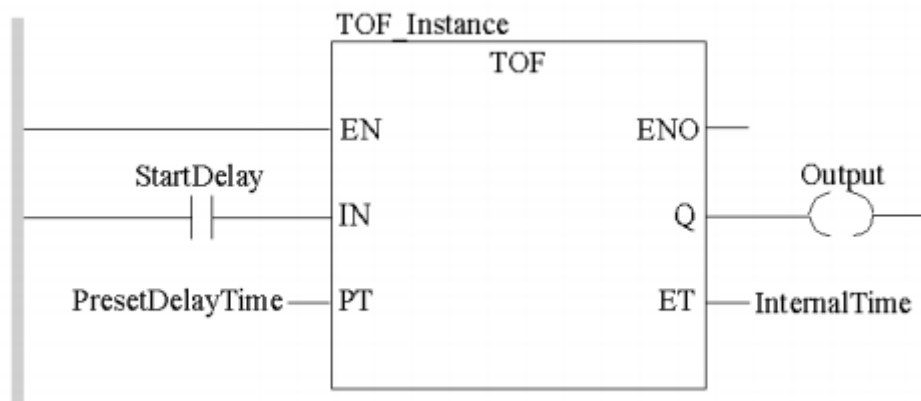 TOF_Instance
TOF
EN ENO
StartDelay Output
IN Q
PresetDelayTime PT ET InternalTime